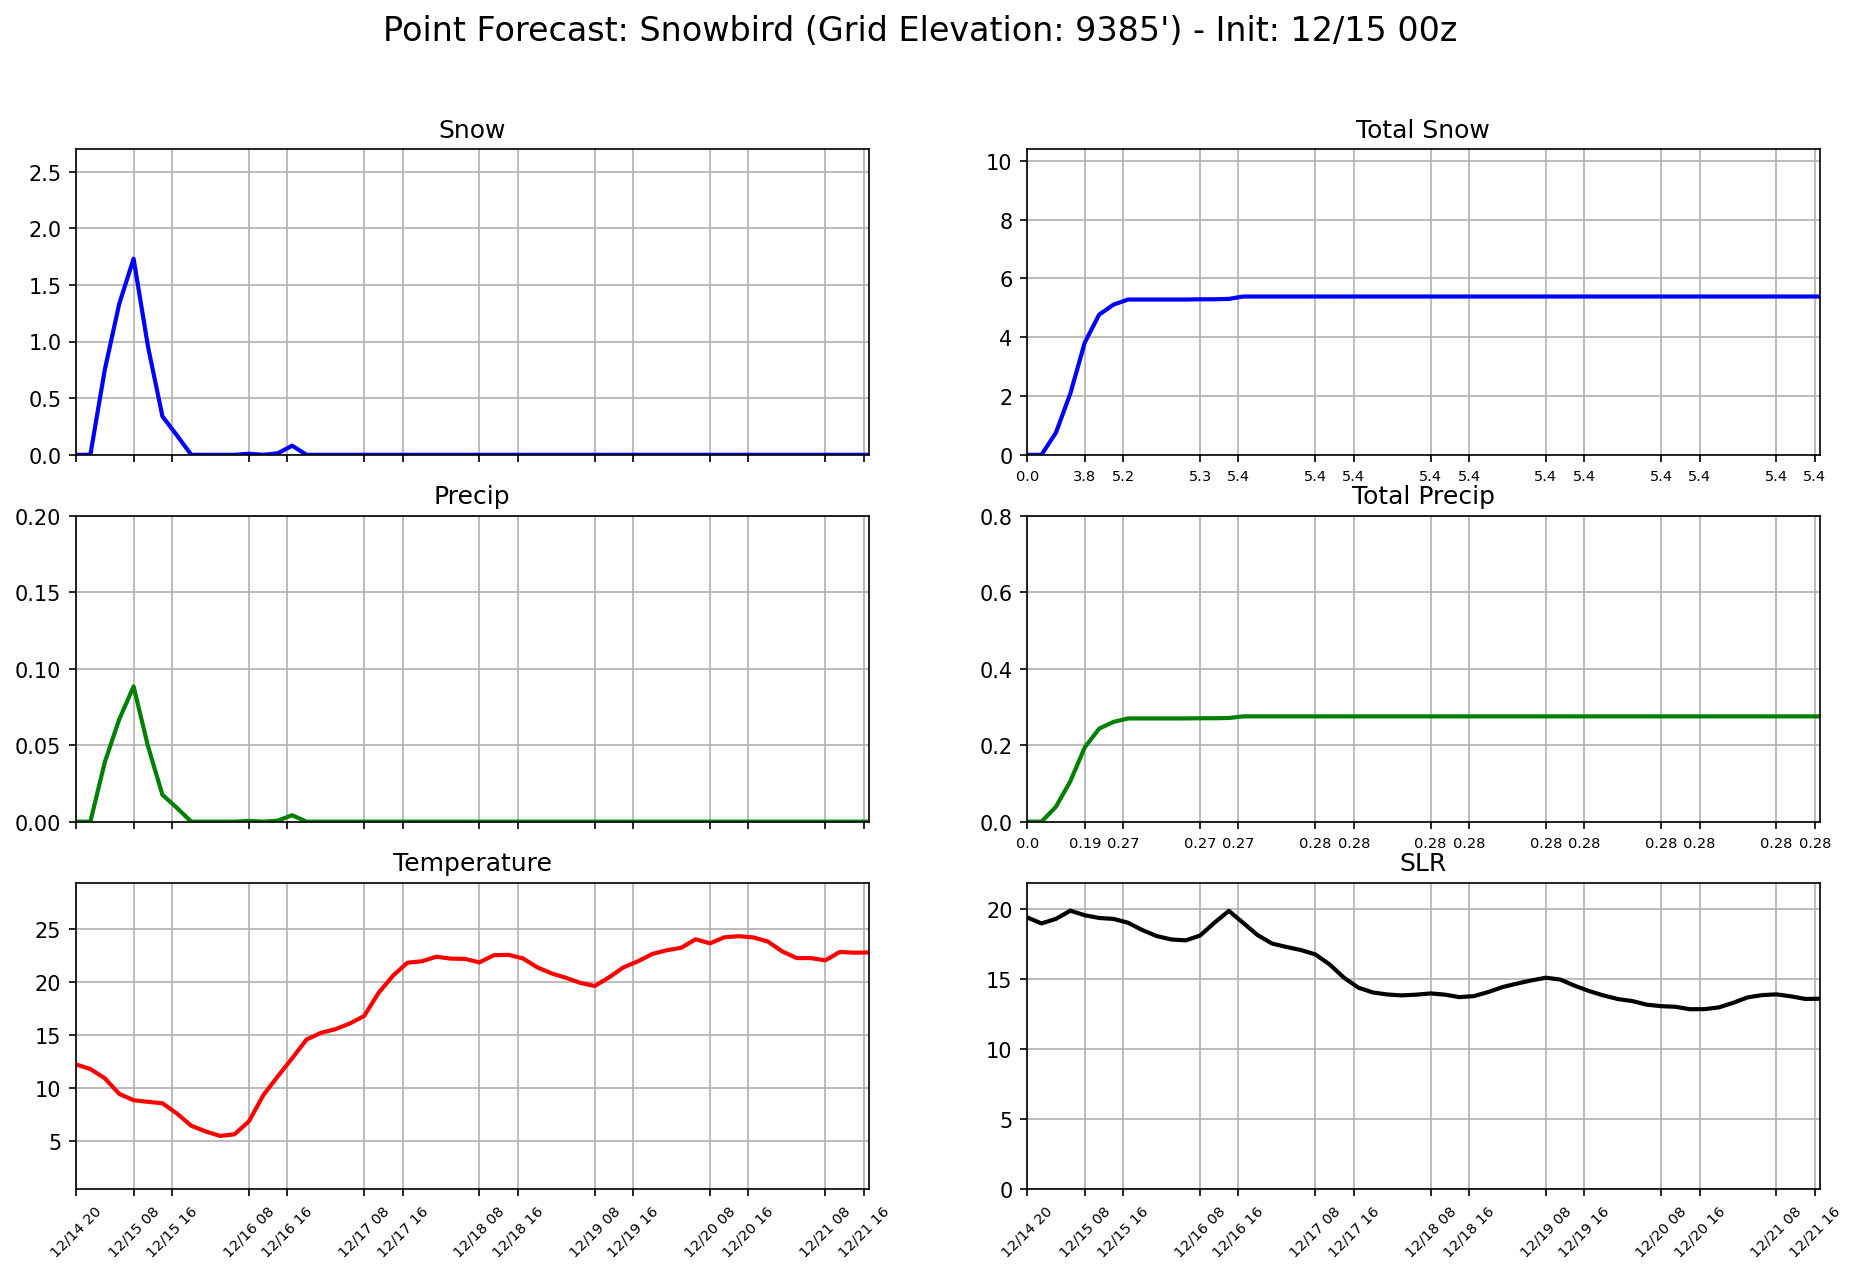 Point Forecast: Snowbird (Grid Elevation: 9385') - Init: 12/15 00z
Snow
2.5
2.0
1.5
1.0
0.5
0.0
Total Snow
10
8
6
4
2
0
0.0 3.8 5.2 5.3 5.4 5.4 5.4 5.4 5.4 5.4 5.4 5.4 5.4 5.4 5.4
Precip
0.20
0.15
0.10
0.05
0.00
Total Precip
0.8
0.6
0.4
0.2
0.0
0.0 0.19 0.27 0.27 0.27 0.28 0.28 0.28 0.28 0.28 0.28 0.28 0.28 0.28 0.28
Temperature
25
20
15
10
5
12/14 20 12/15 08 12/15 16 12/16 08 12/16 16 12/17 08 12/17 16 12/18 08 12/18 16 12/19 08 12/19 16 12/20 08 12/20 16 12/21 08 12/21 16
SLR
20
15
10
5
0
12/14 20 12/15 08 12/15 16 12/16 08 12/16 16 12/17 08 12/17 16 12/18 08 12/18 16 12/19 08 12/19 16 12/20 08 12/20 16 12/21 08 12/21 16